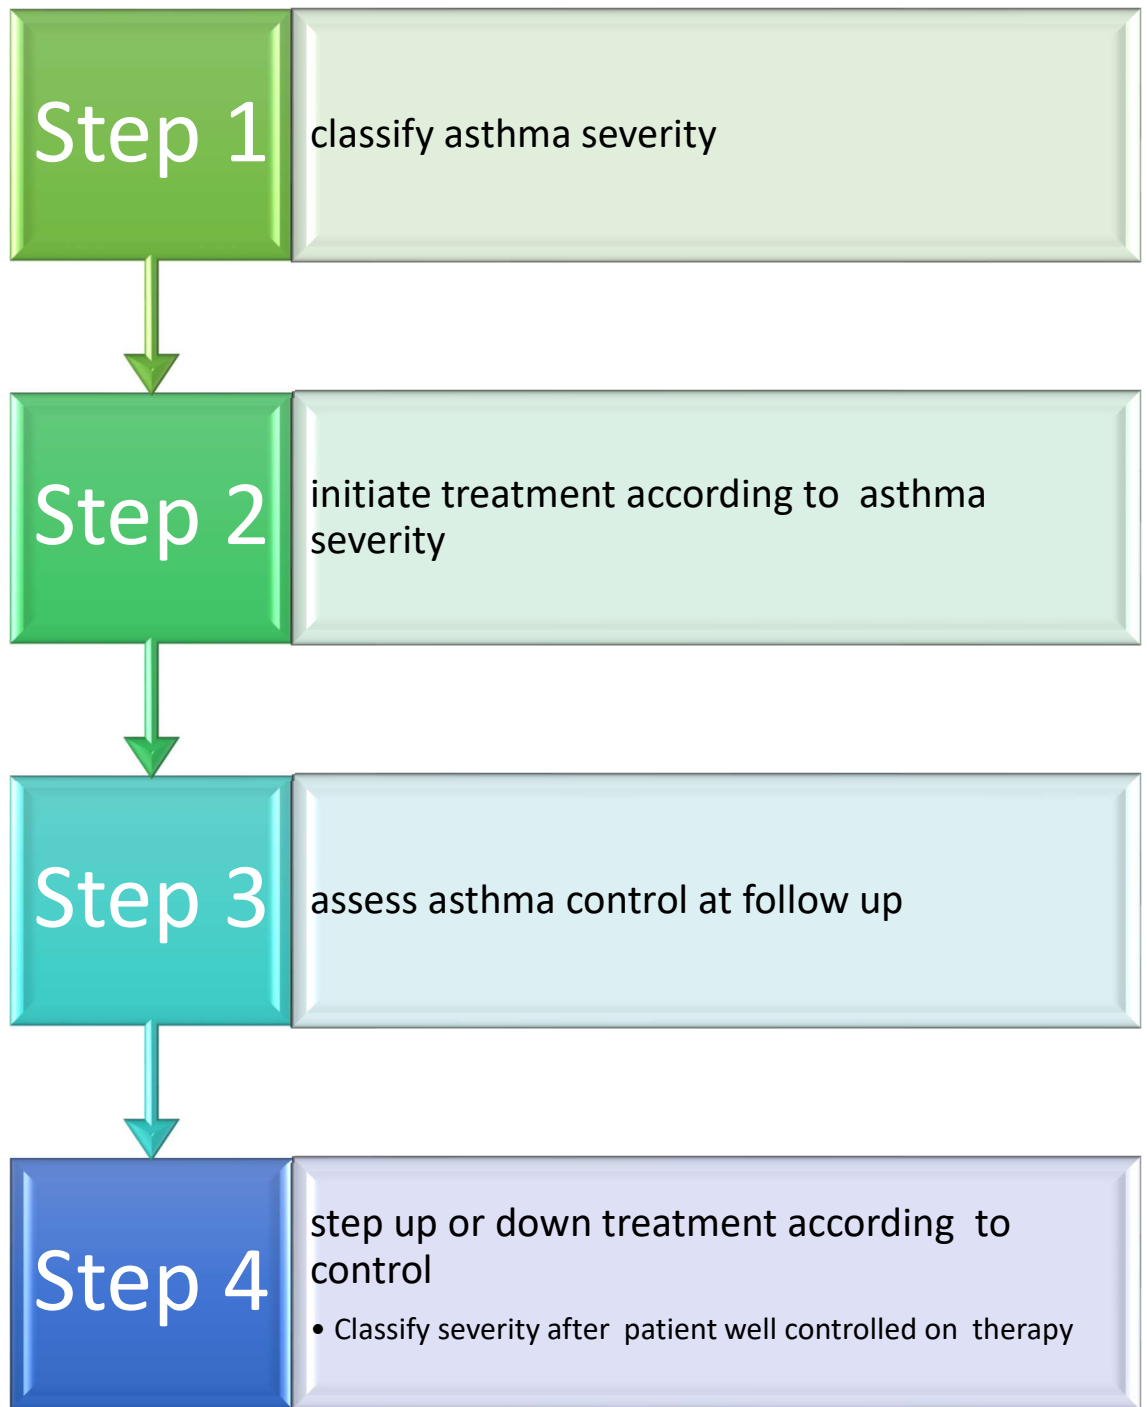 Step 1
classify asthma severity
Step 2
initiate treatment according to asthma
severity
Step 3
assess asthma control at follow up
Step 4
step up or down treatment according to
control
• Classify severity after patient well controlled on therapy